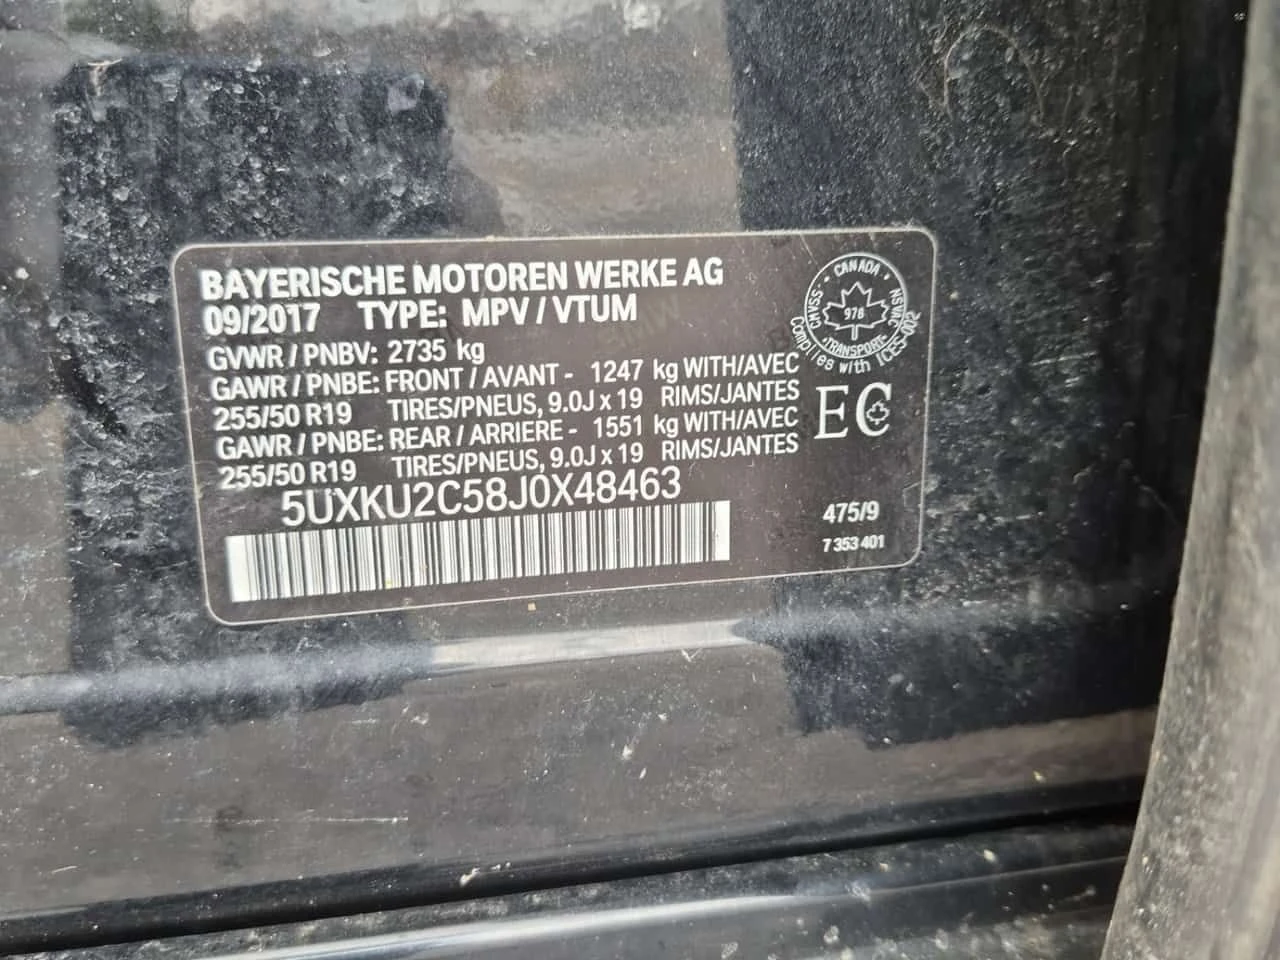 BAYERISCHE MOTOREN WERKE AG
09/2017 TYPE: MPV / VTUM
GVWR / PNBV: 2735 kg
GAWR / PNBE: FRONT / AVANT - 1247 kg WITH/AVEC
255/50 R19 TIRES/PNEUS, 9.0J x 19 RIMS/JANTES
GAWR / PNBE: REAR / ARRIERE - 1551 kg WITH/AVEC
255/50 R19 TIRES/PNEUS, 9.0J x 19 RIMS/JANTES
5UXKU2C58J0X48463
CANADA
CMVSS- NSVAC
978
TRANSPORT
Complies with ICES-002
EC
475/9
7 353 401